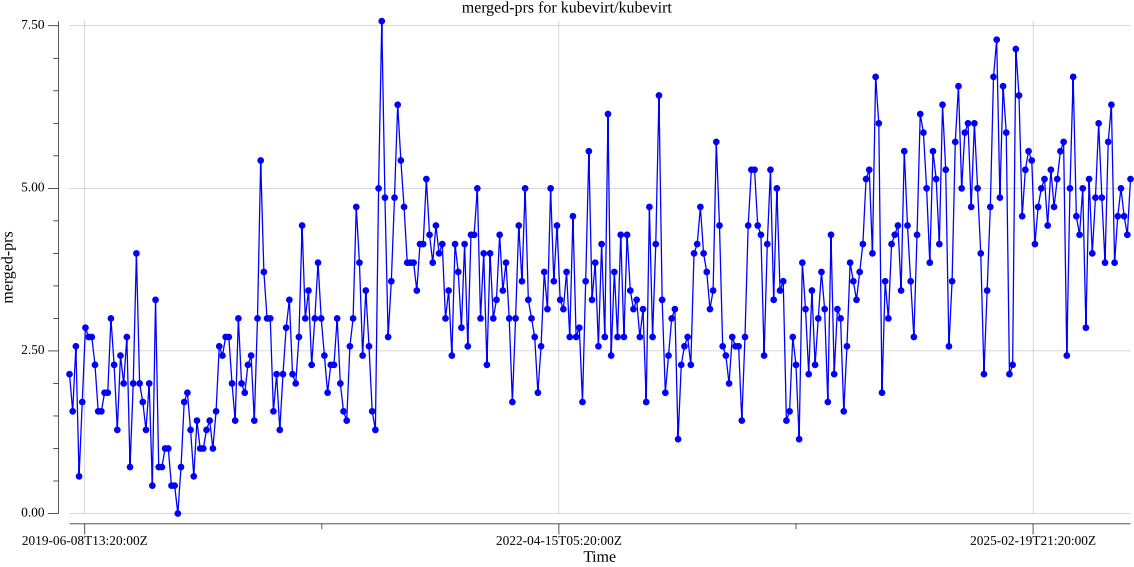 merged-prs for kubevirt/kubevirt
7.50
5.00
2.50
0.00
merged-prs
2019-06-08T13:20:00Z
2022-04-15T05:20:00Z
2025-02-19T21:20:00Z
Time